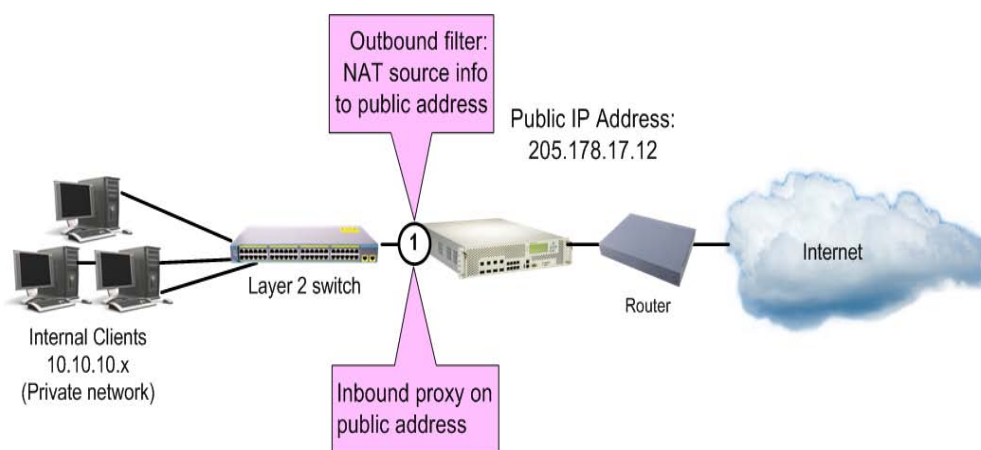 Outbound filter:
NAT source info
to public address
Public IP Address:
205.178.17.12
1
Internet
Layer 2 switch
Router
Internal Clients
10.10.10.x
(Private network)
Inbound proxy on
public address